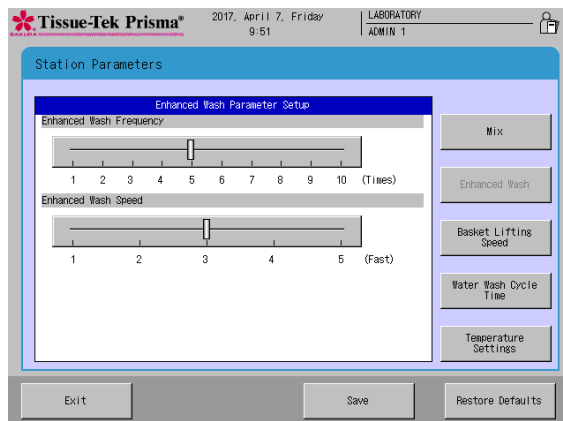 Tissue-Tek Prisma®
SAKURA
2017, April 7, Friday
9:51
LABORATORY
ADMIN 1
Station Parameters
Enhanced Wash Parameter Setup
Enhanced Wash Frequency
1 2 3 4 5 6 7 8 9 10 (Times)
Enhanced Wash Speed
1 2 3 4 5 (Fast)
Mix
Enhanced Wash
Basket Lifting
Speed
Water Wash Cycle
Time
Temperature
Settings
Exit
Save
Restore Defaults